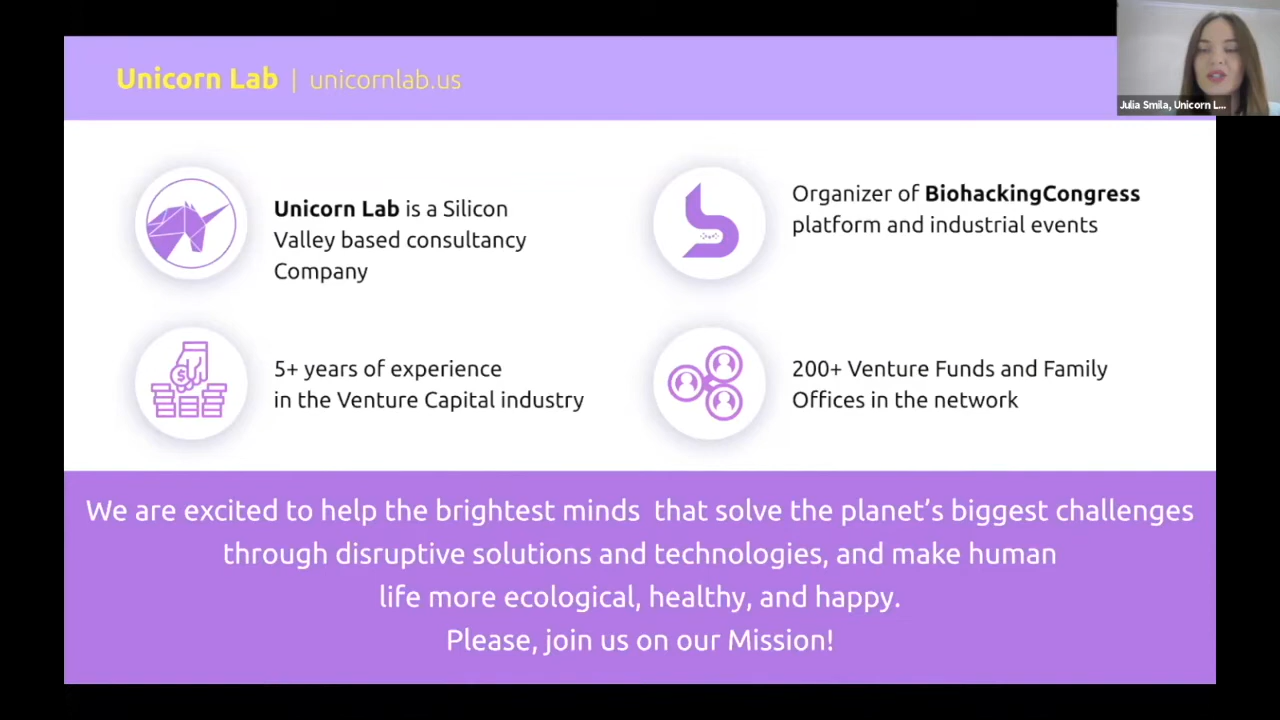 Unicorn Lab | unicornlab.us
Julia Smila, Unicorn L...
Unicorn Lab is a Silicon
Valley based consultancy
Company
Organizer of BiohackingCongress
platform and industrial events
5+ years of experience
in the Venture Capital industry
200+ Venture Funds and Family
Offices in the network
We are excited to help the brightest minds that solve the planet's biggest challenges
through disruptive solutions and technologies, and make human
life more ecological, healthy, and happy.
Please, join us on our Mission!